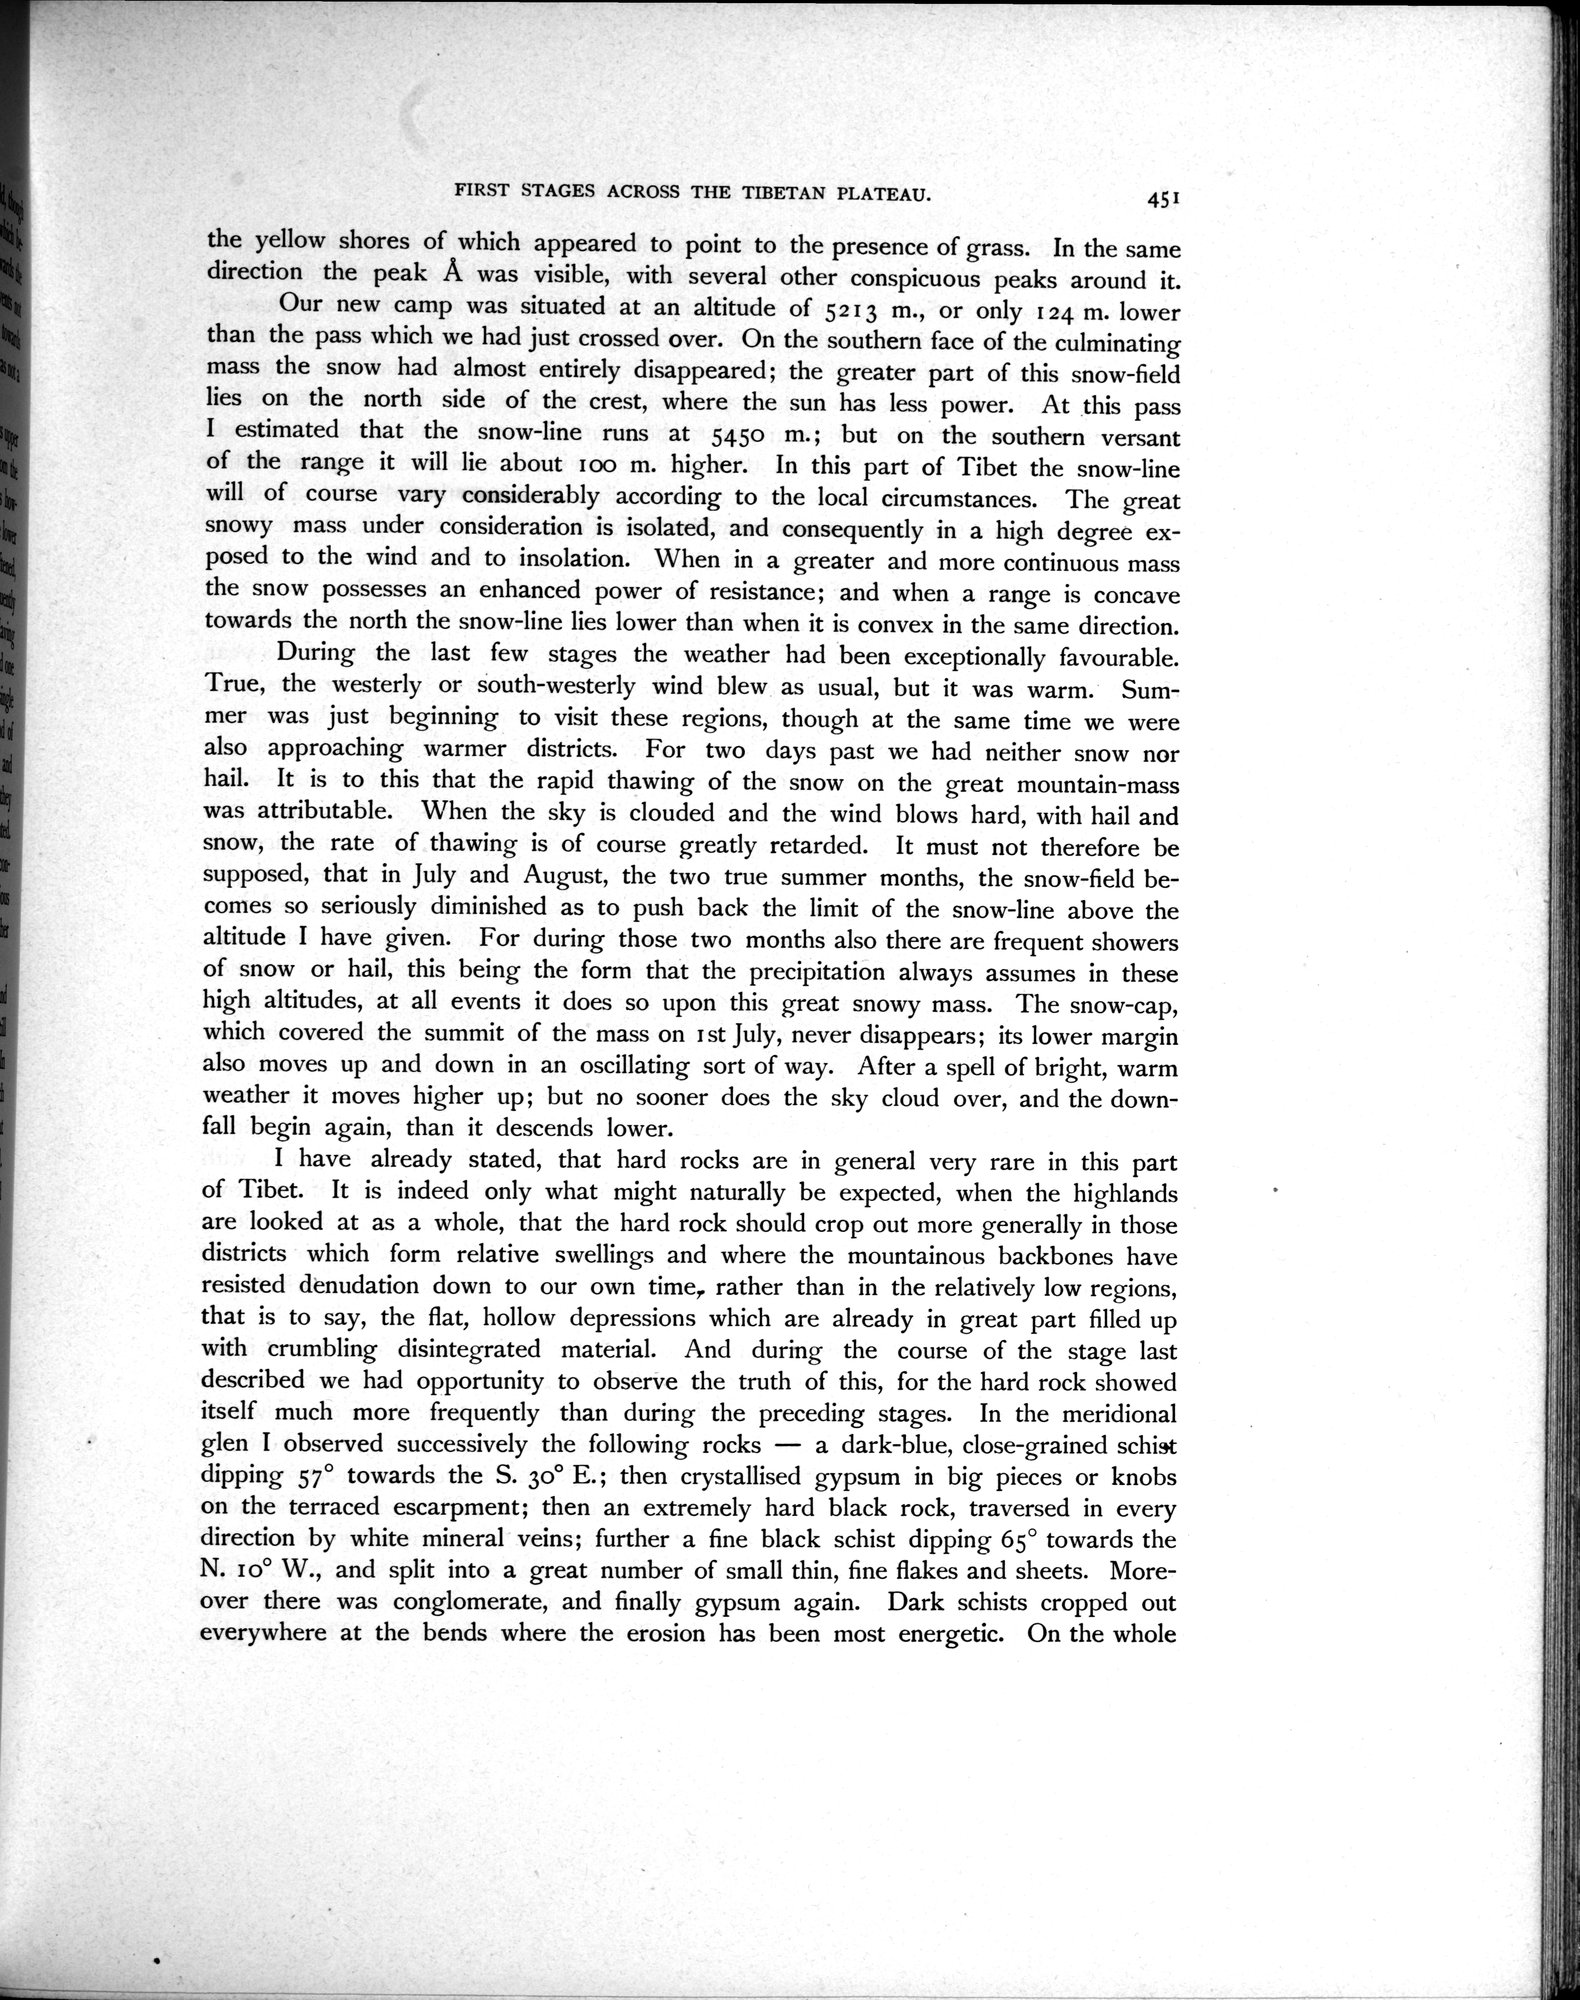 FIRST STAGES ACROSS THE TIBETAN PLATEAU. 451
the yellow shores of which appeared to point to the presence of grass. In the same
direction the peak Å was visible, with several other conspicuous peaks around it.
Our new camp was situated at an altitude of 5213 m., or only 124 m. lower
than the pass which we had just crossed over. On the southern face of the culminating
mass the snow had almost entirely disappeared; the greater part of this snow-field
lies on the north side of the crest, where the sun has less power. At this pass
I estimated that the snow-line runs at 5450 m.; but on the southern versant
of the range it will lie about 100 m. higher. In this part of Tibet the snow-line
will of course vary considerably according to the local circumstances. The great
snowy mass under consideration is isolated, and consequently in a high degree ex-
posed to the wind and to insolation. When in a greater and more continuous mass
the snow possesses an enhanced power of resistance; and when a range is concave
towards the north the snow-line lies lower than when it is convex in the same direction.
During the last few stages the weather had been exceptionally favourable.
True, the westerly or south-westerly wind blew as usual, but it was warm. Sum-
mer was just beginning to visit these regions, though at the same time we were
also approaching warmer districts. For two days past we had neither snow nor
hail. It is to this that the rapid thawing of the snow on the great mountain-mass
was attributable. When the sky is clouded and the wind blows hard, with hail and
snow, the rate of thawing is of course greatly retarded. It must not therefore be
supposed, that in July and August, the two true summer months, the snow-field be-
comes so seriously diminished as to push back the limit of the snow-line above the
altitude I have given. For during those two months also there are frequent showers
of snow or hail, this being the form that the precipitation always assumes in these
high altitudes, at all events it does so upon this great snowy mass. The snow-cap,
which covered the summit of the mass on 1st July, never disappears; its lower margin
also moves up and down in an oscillating sort of way. After a spell of bright, warm
weather it moves higher up; but no sooner does the sky cloud over, and the down-
fall begin again, than it descends lower.
I have already stated, that hard rocks are in general very rare in this part
of Tibet. It is indeed only what might naturally be expected, when the highlands
are looked at as a whole, that the hard rock should crop out more generally in those
districts which form relative swellings and where the mountainous backbones have
resisted denudation down to our own time, rather than in the relatively low regions,
that is to say, the flat, hollow depressions which are already in great part filled up
with crumbling disintegrated material. And during the course of the stage last
described we had opportunity to observe the truth of this, for the hard rock showed
itself much more frequently than during the preceding stages. In the meridional
glen I observed successively the following rocks — a dark-blue, close-grained schist
dipping 57° towards the S. 30° E.; then crystallised gypsum in big pieces or knobs
on the terraced escarpment; then an extremely hard black rock, traversed in every
direction by white mineral veins; further a fine black schist dipping 65° towards the
N. 10° W., and split into a great number of small thin, fine flakes and sheets. More-
over there was conglomerate, and finally gypsum again. Dark schists cropped out
everywhere at the bends where the erosion has been most energetic. On the whole